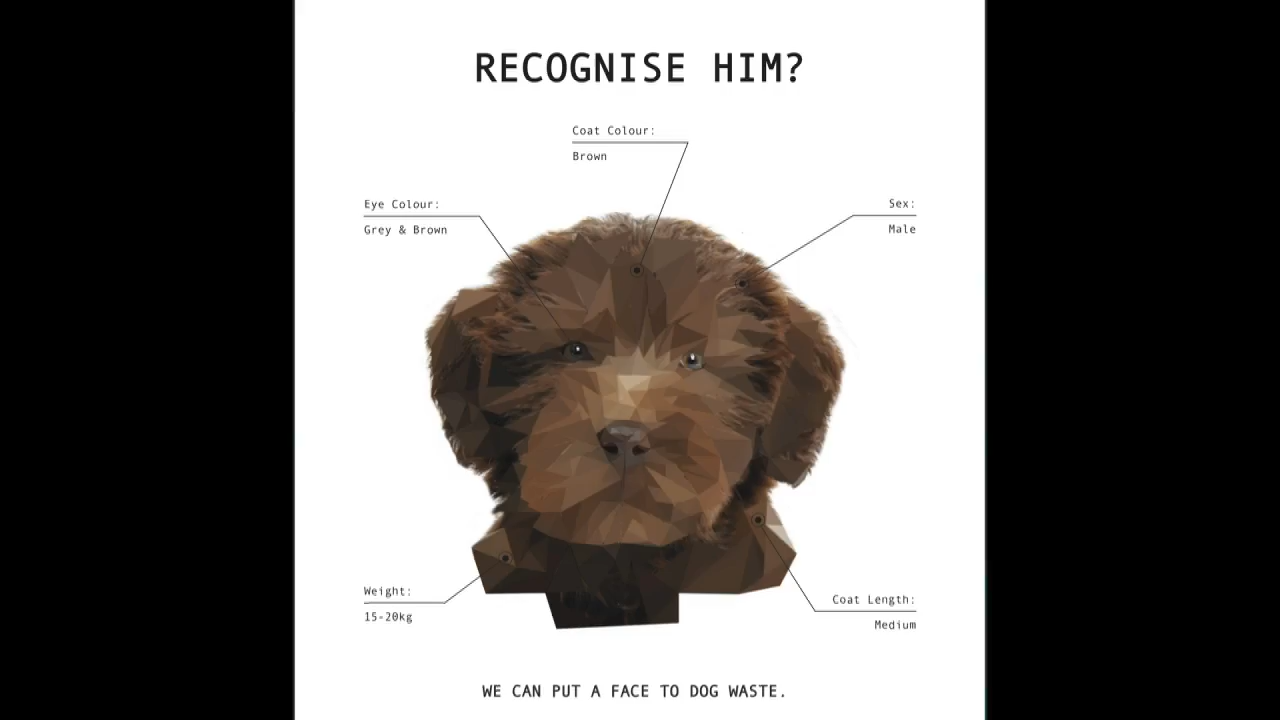 RECOGNISE HIM?
Coat Colour:
Brown
Eye Colour:
Grey & Brown
Sex:
Male
Weight:
15-20kg
Coat Length:
Medium
WE CAN PUT A FACE TO DOG WASTE.